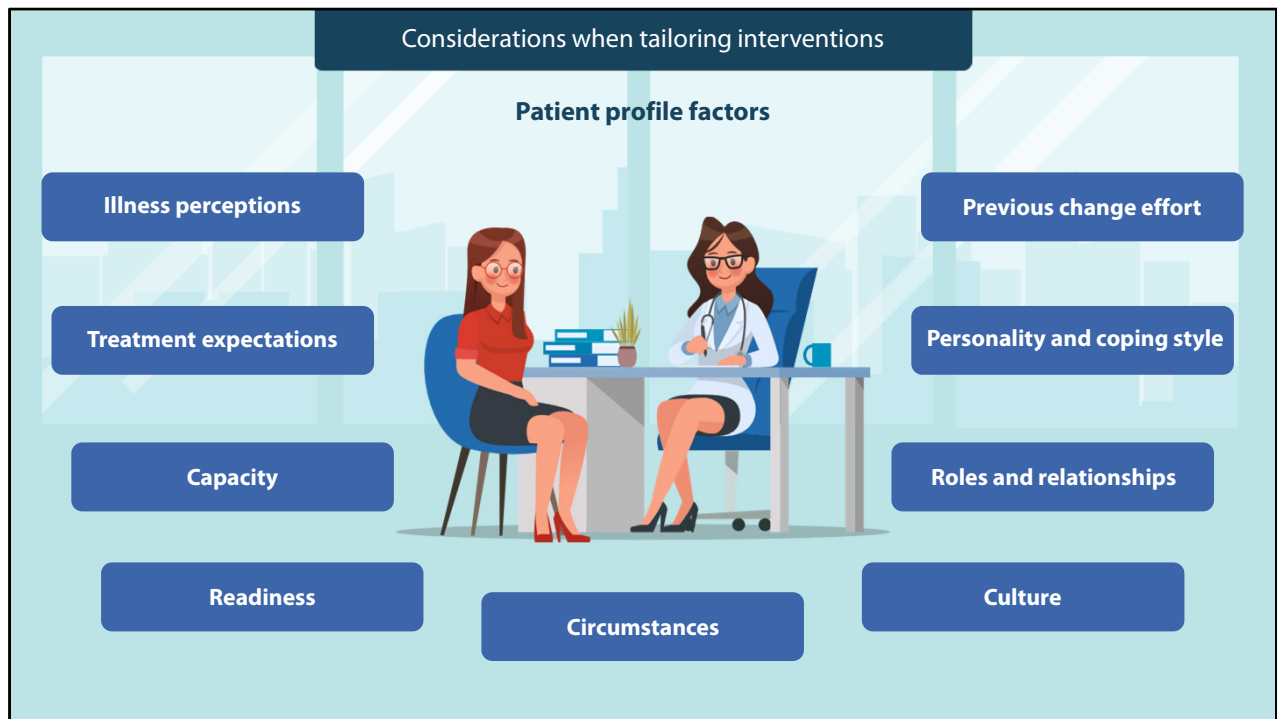 Considerations when tailoring interventions
Patient profile factors
Illness perceptions
Previous change effort
Treatment expectations
Personality and coping style
Capacity
Roles and relationships
Readiness
Culture
Circumstances